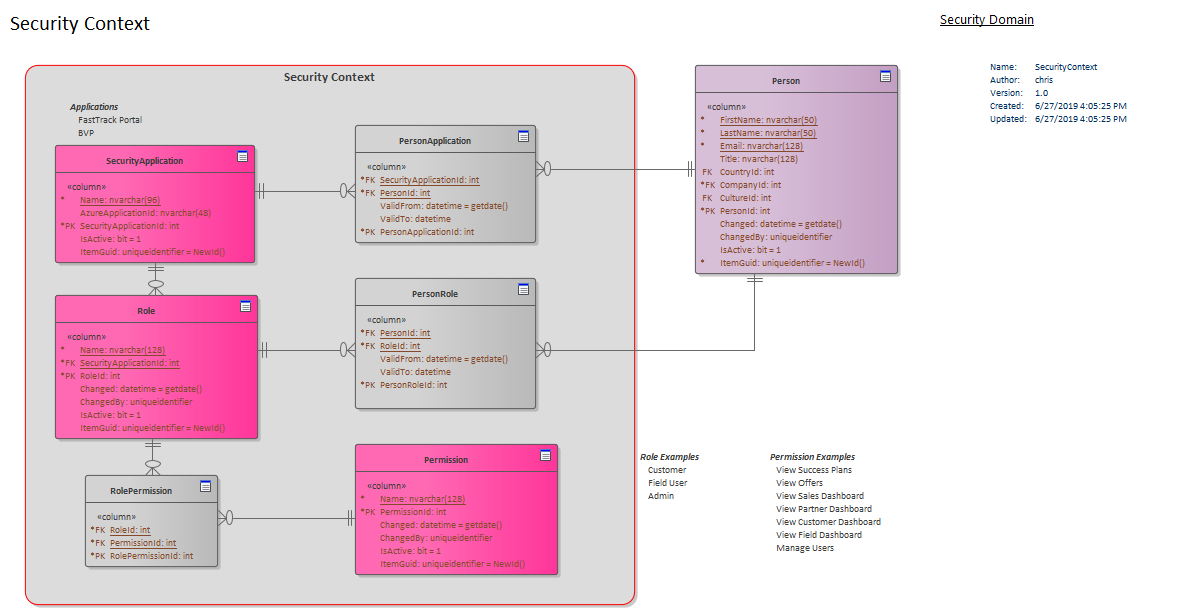 Security Context
Security Domain
Name: SecurityContext
Author: chris
Version: 1.0
Created: 6/27/2019 4:05:25 PM
Updated: 6/27/2019 4:05:25 PM
Security Context
Applications
FastTrack Portal
BVP
SecurityApplication
«column»
* Name: nvarchar(96)
AzureApplicationId: nvarchar(48)
*PK SecurityApplicationId: int
IsActive: bit = 1
ItemGuid: uniqueidentifier = NewId()
PersonApplication
«column»
*FK SecurityApplicationId: int
*FK PersonId: int
ValidFrom: datetime = getdate()
ValidTo: datetime
*PK PersonApplicationId: int
Person
«column»
* FirstName: nvarchar(50)
* LastName: nvarchar(50)
* Email: nvarchar(128)
Title: nvarchar(128)
FK CountryId: int
*FK CompanyId: int
FK CultureId: int
*PK PersonId: int
Changed: datetime = getdate()
ChangedBy: uniqueidentifier
IsActive: bit = 1
* ItemGuid: uniqueidentifier = NewId()
Role
«column»
* Name: nvarchar(128)
*FK SecurityApplicationId: int
*PK RoleId: int
Changed: datetime = getdate()
ChangedBy: uniqueidentifier
IsActive: bit = 1
ItemGuid: uniqueidentifier = NewId()
PersonRole
«column»
*FK PersonId: int
*FK RoleId: int
ValidFrom: datetime = getdate()
ValidTo: datetime
*PK PersonRoleId: int
RolePermission
«column»
*FK RoleId: int
*FK PermissionId: int
*PK RolePermissionId: int
Permission
«column»
* Name: nvarchar(128)
*PK PermissionId: int
Changed: datetime = getdate()
ChangedBy: uniqueidentifier
IsActive: bit = 1
ItemGuid: uniqueidentifier = NewId()
Role Examples
Customer
Field User
Admin
Permission Examples
View Success Plans
View Offers
View Sales Dashboard
View Partner Dashboard
View Customer Dashboard
View Field Dashboard
Manage Users